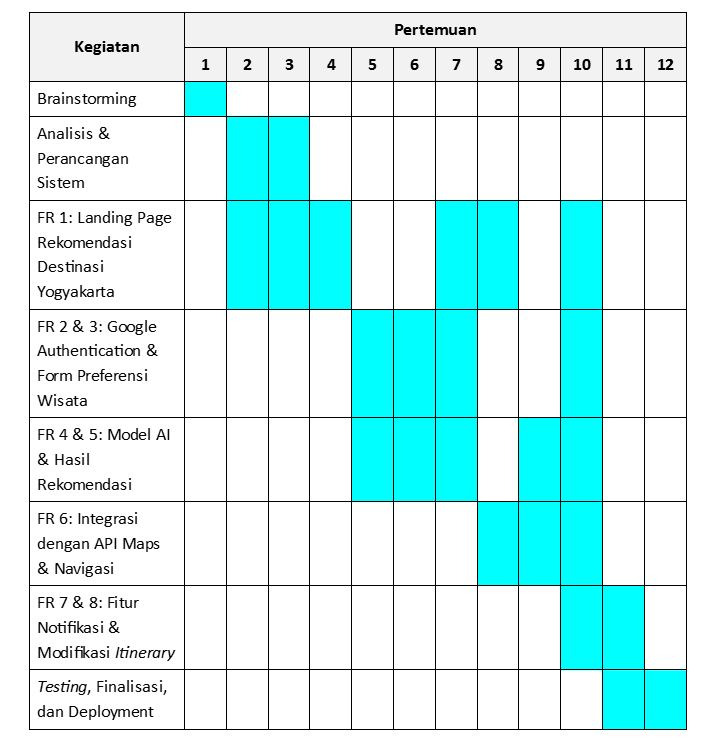 Kegiatan
Pertemuan
1 2 3 4 5 6 7 8 9 10 11 12
Brainstorming
Analisis &
Perancangan
Sistem
FR 1: Landing Page
Rekomendasi
Destinasi
Yogyakarta
FR 2 & 3: Google
Authentication &
Form Preferensi
Wisata
FR 4 & 5: Model AI
& Hasil
Rekomendasi
FR 6: Integrasi
dengan API Maps
& Navigasi
FR 7 & 8: Fitur
Notifikasi &
Modifikasi Itinerary
Testing, Finalisasi,
dan Deployment